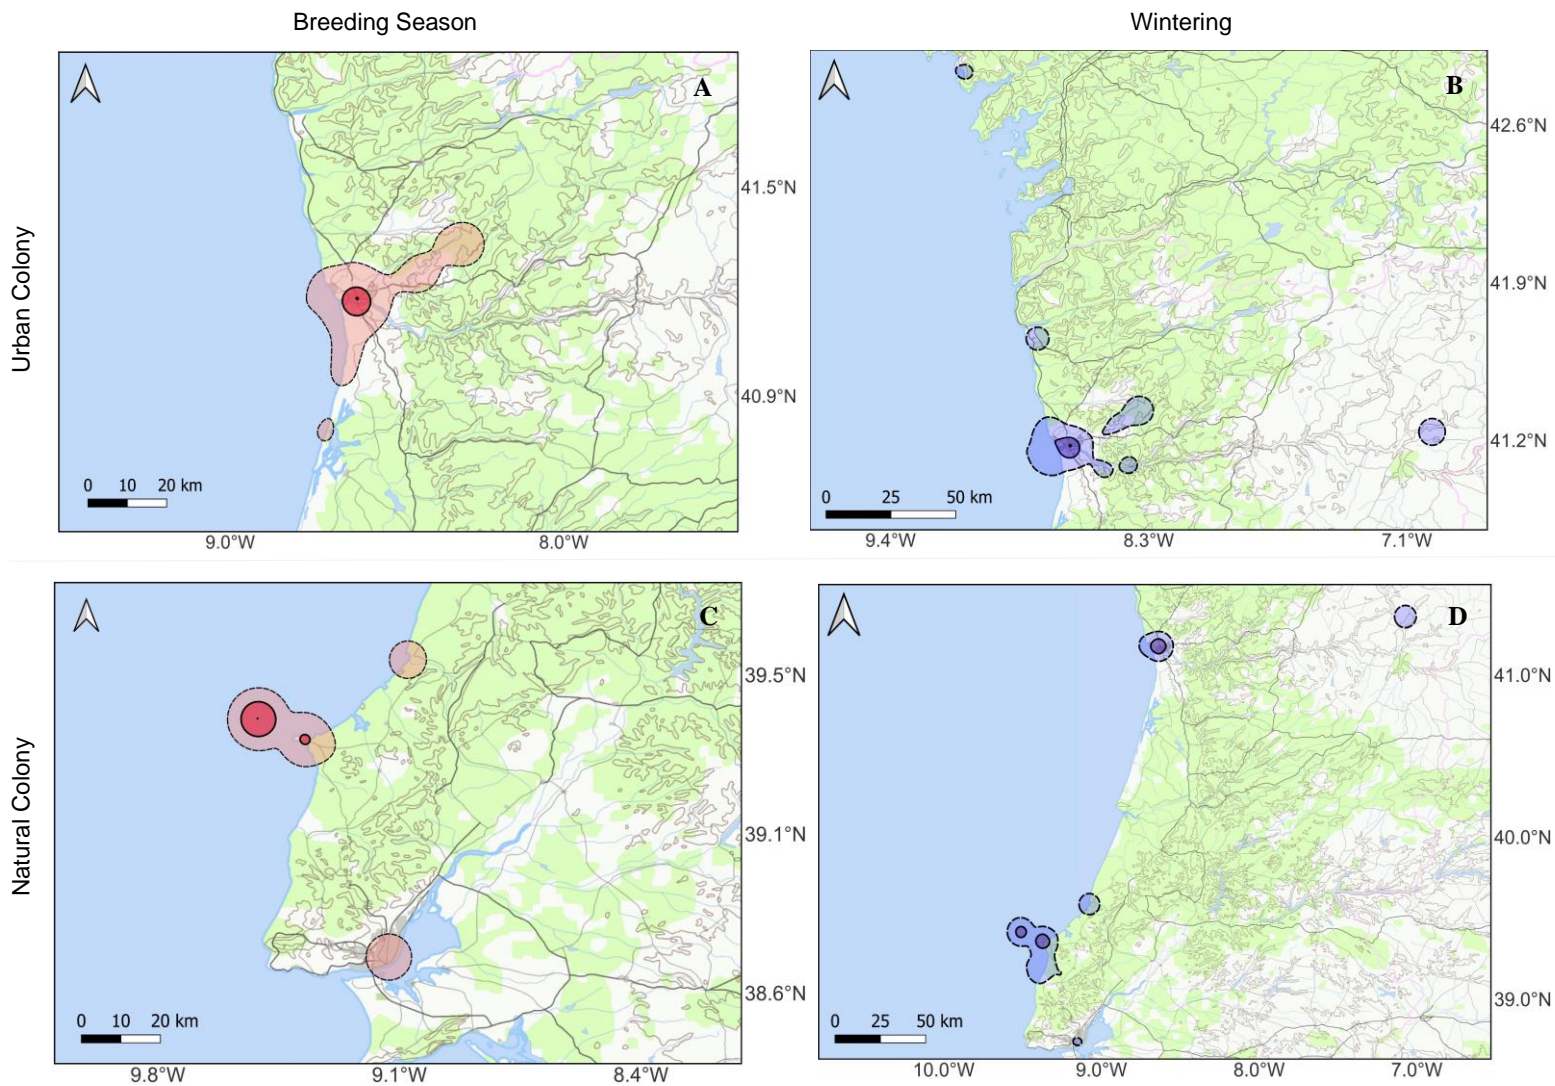 Breeding Season
Wintering
Urban Colony
A
41.5°N
40.9°N
0 10 20 km
9.0°W 8.0°W
B
42.6°N
41.9°N
41.2°N
0 25 50 km
9.4°W 8.3°W 7.1°W
Natural Colony
C
39.5°N
39.1°N
38.6°N
0 10 20 km
9.8°W 9.1°W 8.4°W
D
41.0°N
40.0°N
39.0°N
0 25 50 km
10.0°W 9.0°W 8.0°W 7.0°W